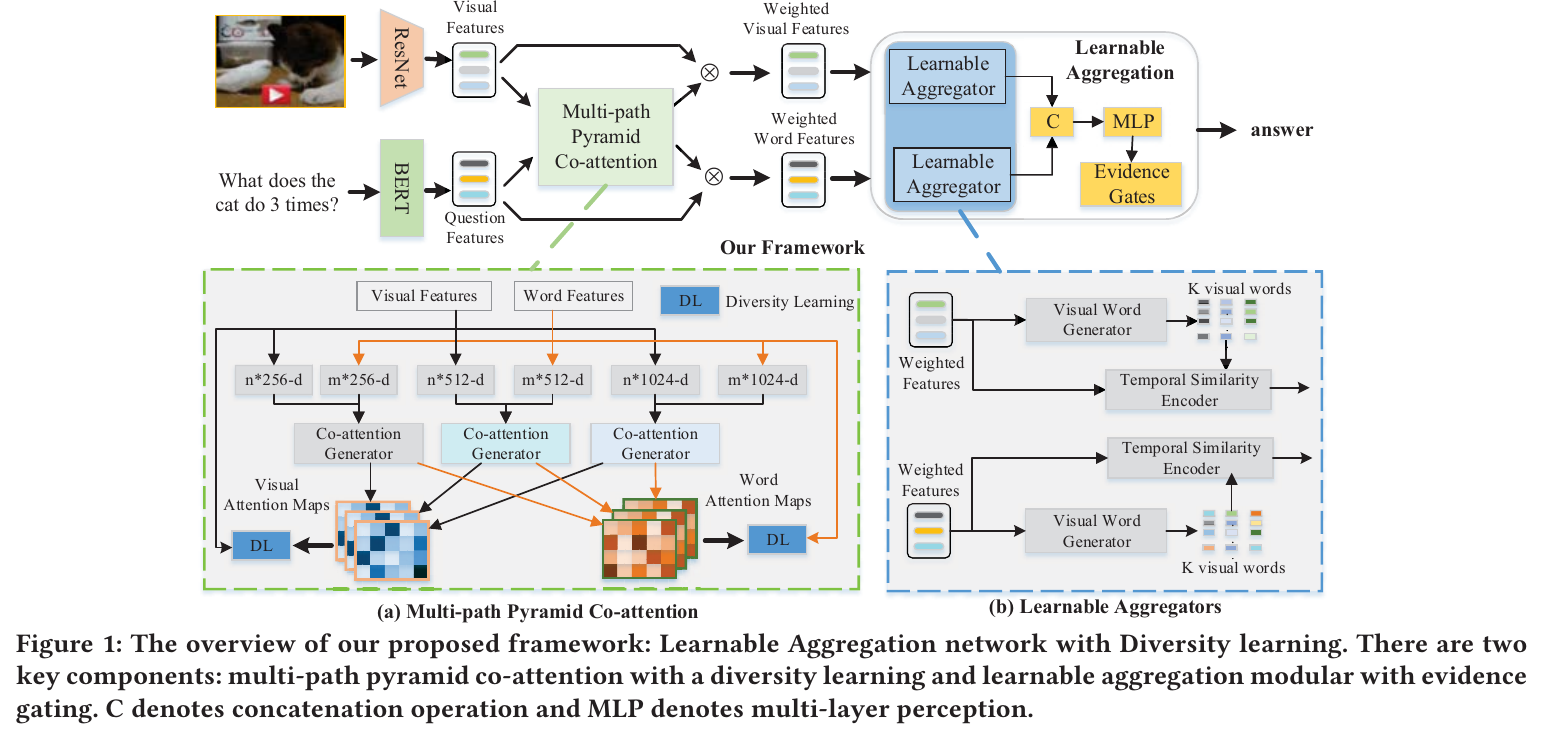 Visual
Features
ResNet
Weighted
Visual Features
Learnable
Aggregation
Learnable
Aggregator
Multi-path
Pyramid
Co-attention
C
MLP
answer
Weighted
Word Features
What does the
cat do 3 times?
BERT
Question
Features
Learnable
Aggregator
Evidence
Gates
Our Framework
Visual Features
Word Features
DL
Diversity Learning
n*256-d
m*256-d
n*512-d
m*512-d
n*1024-d
m*1024-d
Co-attention
Generator
Co-attention
Generator
Co-attention
Generator
Visual
Attention Maps
Word
Attention Maps
DL
DL
(a) Multi-path Pyramid Co-attention
K visual words
Visual Word
Generator
Weighted
Features
Temporal Similarity
Encoder
Temporal Similarity
Encoder
Weighted
Features
Visual Word
Generator
K visual words
(b) Learnable Aggregators
Figure 1: The overview of our proposed framework: Learnable Aggregation network with Diversity learning. There are two
key components: multi-path pyramid co-attention with a diversity learning and learnable aggregation modular with evidence
gating. C denotes concatenation operation and MLP denotes multi-layer perception.